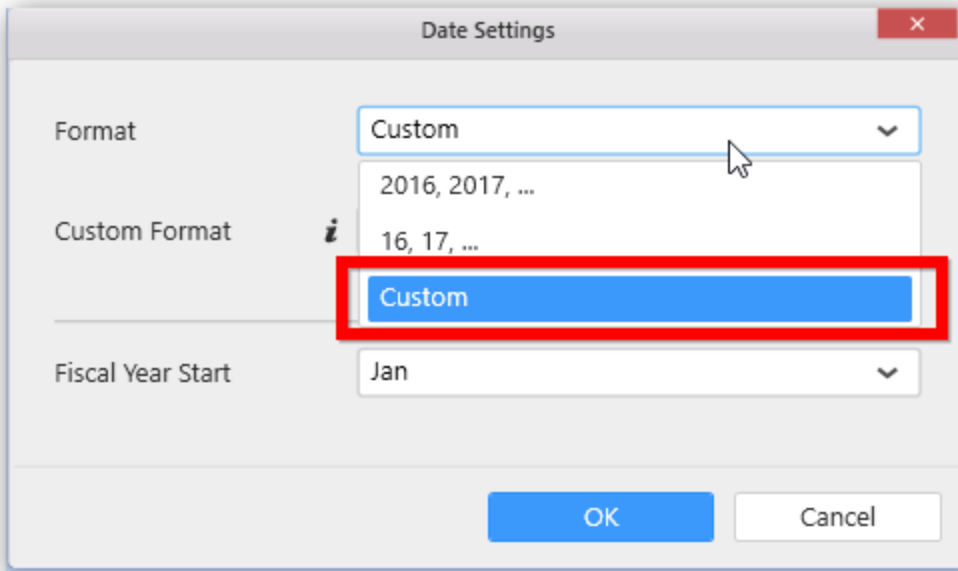 Date Settings
Format
Custom
2016, 2017, ...
Custom Format
i
16, 17, ...
Custom
Fiscal Year Start
Jan
OK
Cancel